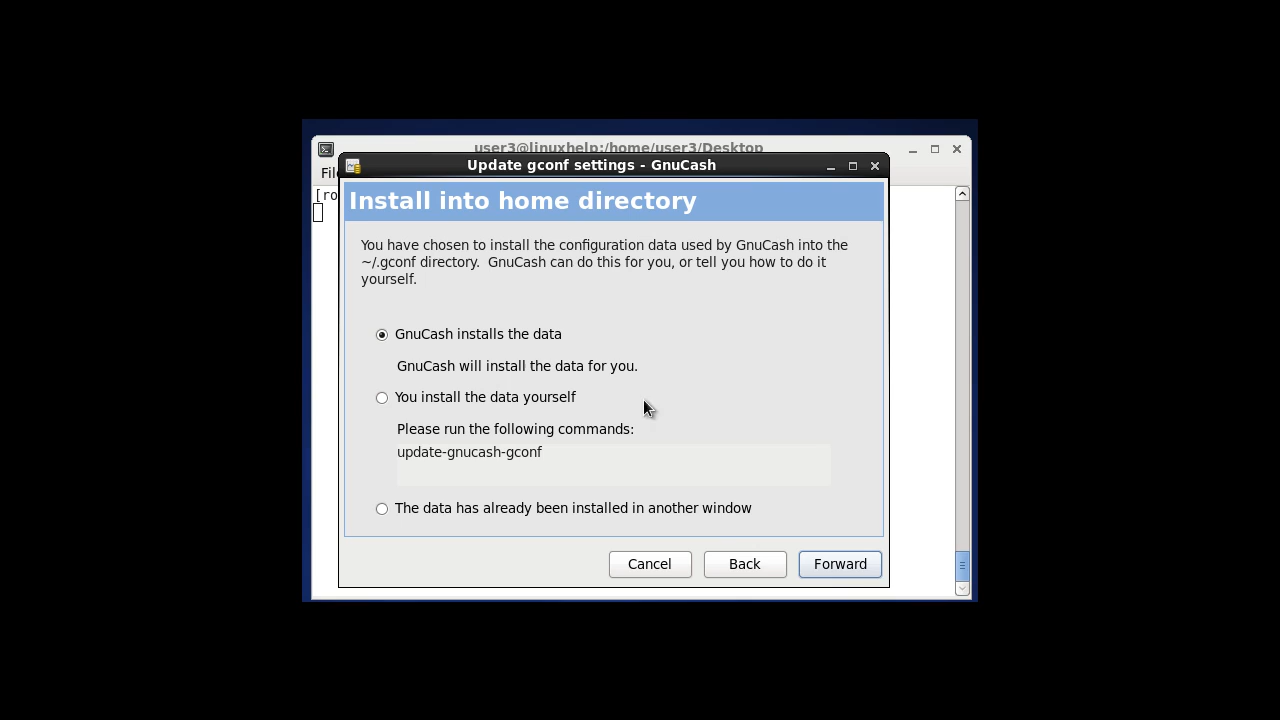 user3@linuxhelp:/home/user3/Desktop
Update gconf settings - GnuCash
Fil
[ro
Install into home directory
You have chosen to install the configuration data used by GnuCash into the
~/.gconf directory.  GnuCash can do this for you, or tell you how to do it
yourself.
GnuCash installs the data
GnuCash will install the data for you.
You install the data yourself
Please run the following commands:
update-gnucash-gconf
The data has already been installed in another window
Cancel
Back
Forward